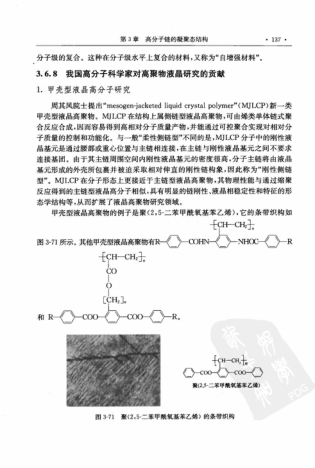 第3章 高分子链的凝聚态结构 · 137 ·
分子级的复合。这种在分子级水平上复合的材料,又称为“自增强材料”。
3.6.8 我国高分子科学家对高聚物液晶研究的贡献
1. 甲壳型液晶高分子研究
周其凤院士提出“mesogen-jacketed liquid crystal polymer”(MJLCP)新一类
甲壳型液晶高聚物。MJLCP在结构上属侧链型液晶高聚物,可由烯类单体链式聚
合反应合成,因而容易得到高相对分子质量产物,并能通过可控聚合实现对相对分
子质量的控制和功能化。与一般“柔性侧链型”不同的是,MJLCP分子中的刚性液
晶基元是通过腰部或重心位置与主链相连接,在主链与刚性液晶基元之间不要求
连接基团。由于其主链周围空间内刚性液晶基元的密度很高,分子主链将由液晶
基元形成的外壳所包裹并被迫采取相对伸直的刚性链构象,因此称为“刚性侧链
型”。MJLCP在分子形态上更接近于主链型液晶高聚物,其物理性能与通过缩聚
反应得到的主链型液晶高分子相似,具有明显的链刚性、液晶相稳定性和特征的形
态学结构等,从而扩展了液晶高聚物研究领域。
甲壳型液晶高聚物的例子是聚(2,5-二苯甲酰氧基苯乙烯),它的条带织构如
[CH—CH₂]n
图3-71所示。其他甲壳型液晶高聚物有R— —COHN— —NHOC— —R
[CH—CH₂]n
CO
O
[CH₂]n
和 R— —COO— —COO— —R。
[CH—CH₂]n
—COO— —OOC—
聚(2,5-二苯甲酰氧基苯乙烯)
图3-71 聚(2,5-二苯甲酰氧基苯乙烯)的条带织构
PDG